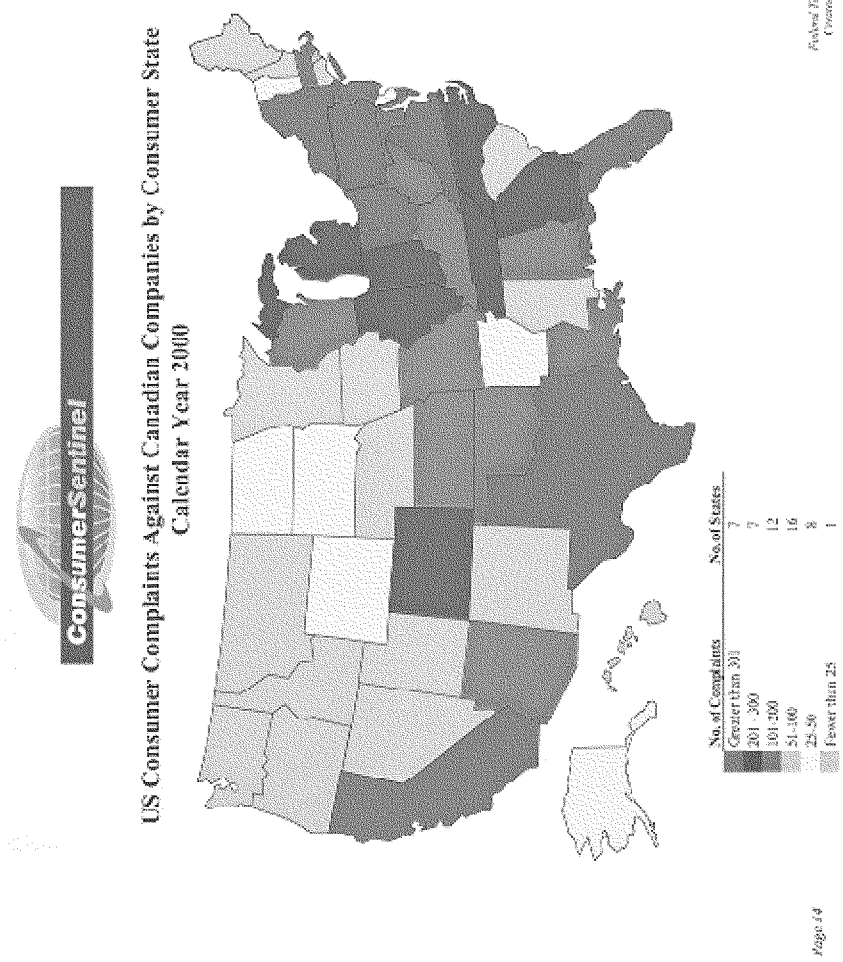 ConsumerSentinel
US Consumer Complaints Against Canadian Companies by Consumer State
Calendar Year 2000
No. of Complaints No. of States
Greater than 301 7
201 - 300 7
101-200 12
51-100 16
25-50 8
Fewer than 25 1
Page 14
Federal